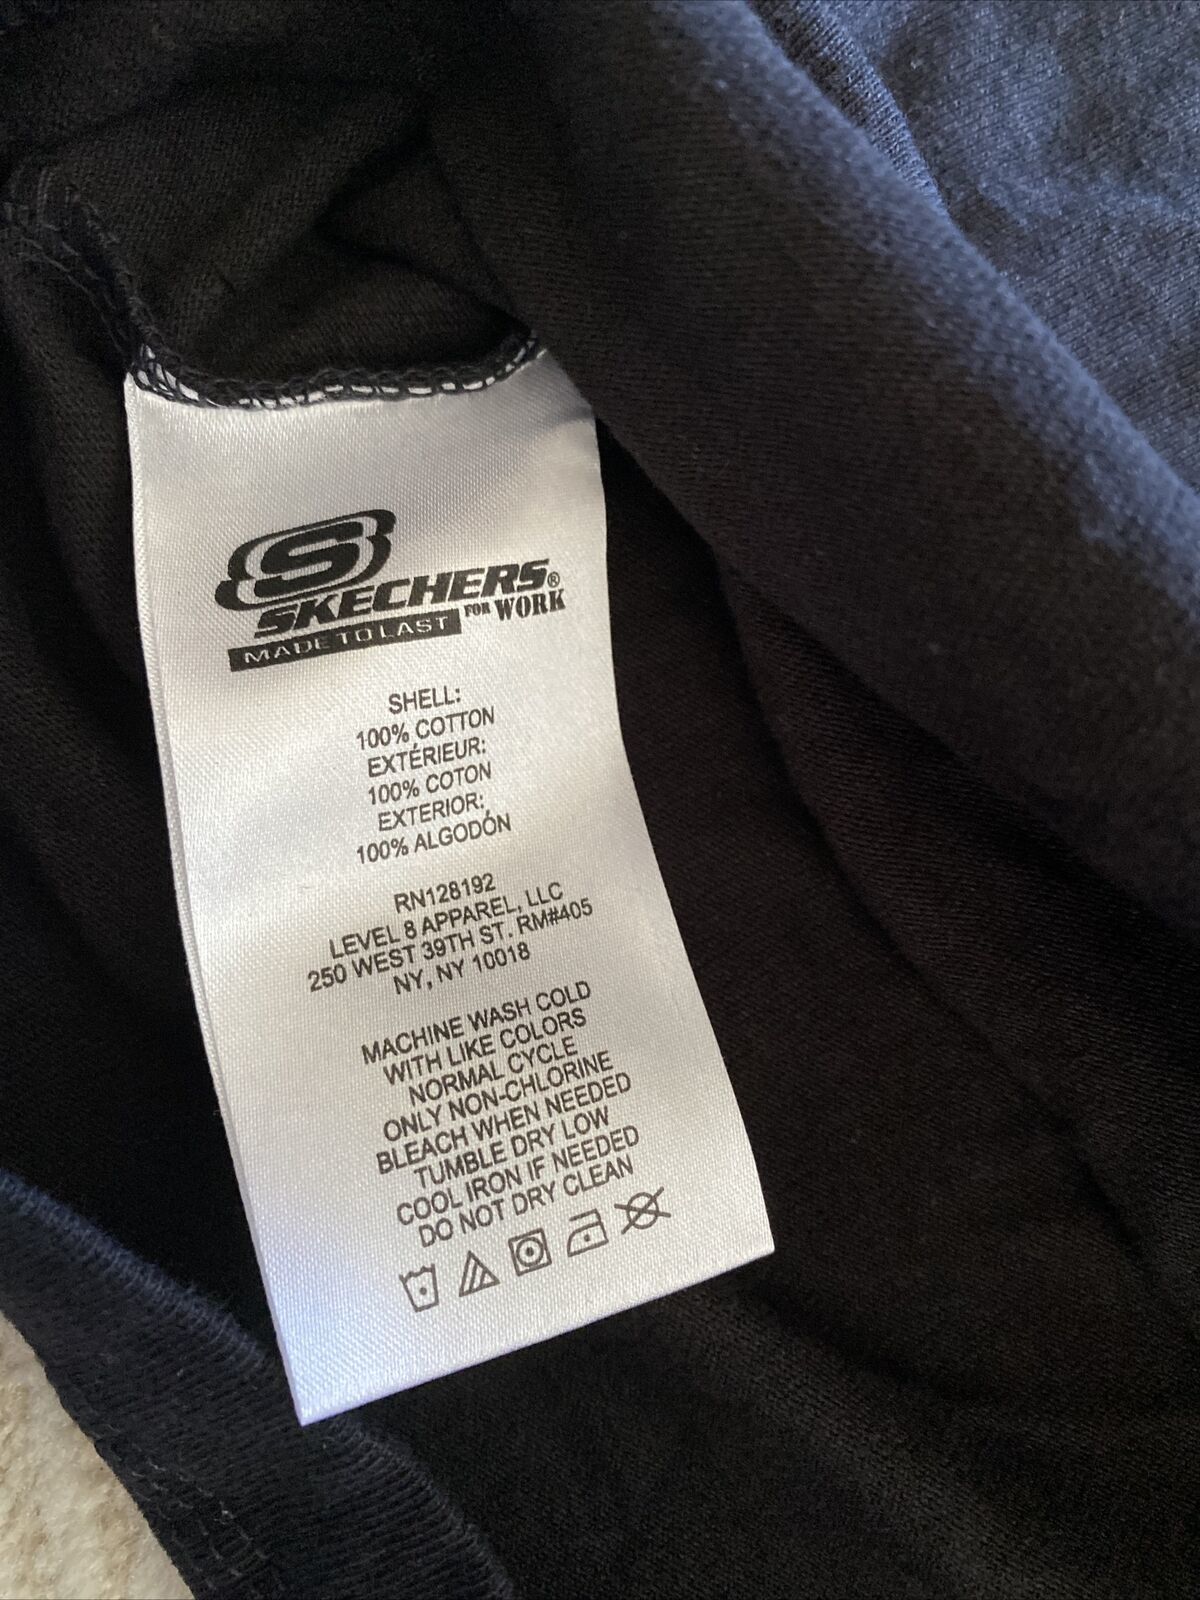 S
SKECHERS®
FOR WORK
MADE TO LAST
SHELL:
100% COTTON
EXTÉRIEUR:
100% COTON
EXTERIOR:
100% ALGODÓN
RN128192
LEVEL 8 APPAREL, LLC
250 WEST 39TH ST. RM#405
NY, NY 10018
MACHINE WASH COLD
WITH LIKE COLORS
NORMAL CYCLE
ONLY NON-CHLORINE
BLEACH WHEN NEEDED
TUMBLE DRY LOW
COOL IRON IF NEEDED
DO NOT DRY CLEAN